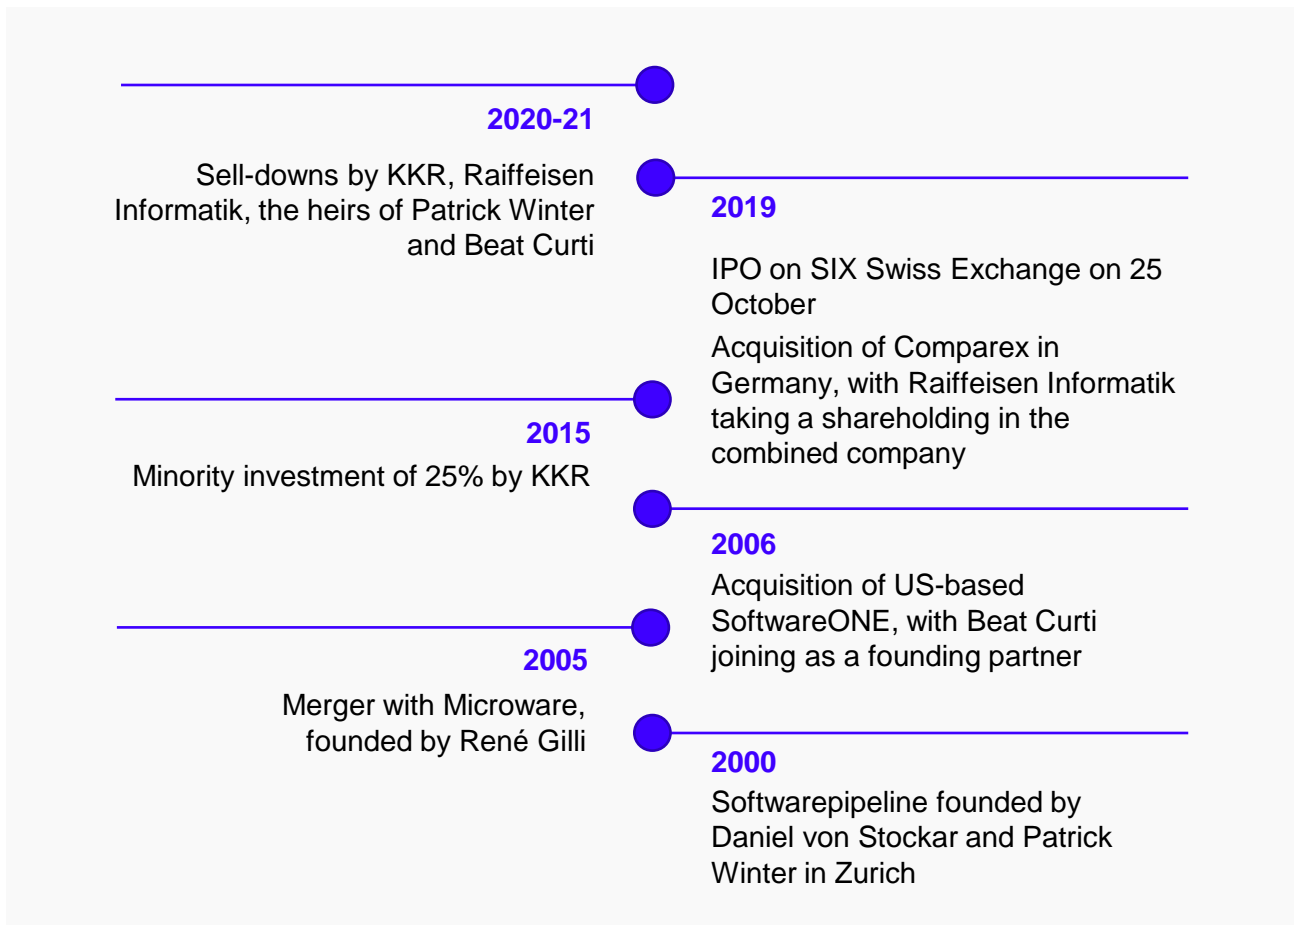 2020-21
Sell-downs by KKR, Raiffeisen
Informatik, the heirs of Patrick Winter
and Beat Curti
2019
IPO on SIX Swiss Exchange on 25
October
Acquisition of Comparex in
Germany, with Raiffeisen Informatik
taking a shareholding in the
combined company
2015
Minority investment of 25% by KKR
2006
Acquisition of US-based
SoftwareONE, with Beat Curti
joining as a founding partner
2005
Merger with Microware,
founded by René Gilli
2000
Softwarepipeline founded by
Daniel von Stockar and Patrick
Winter in Zurich